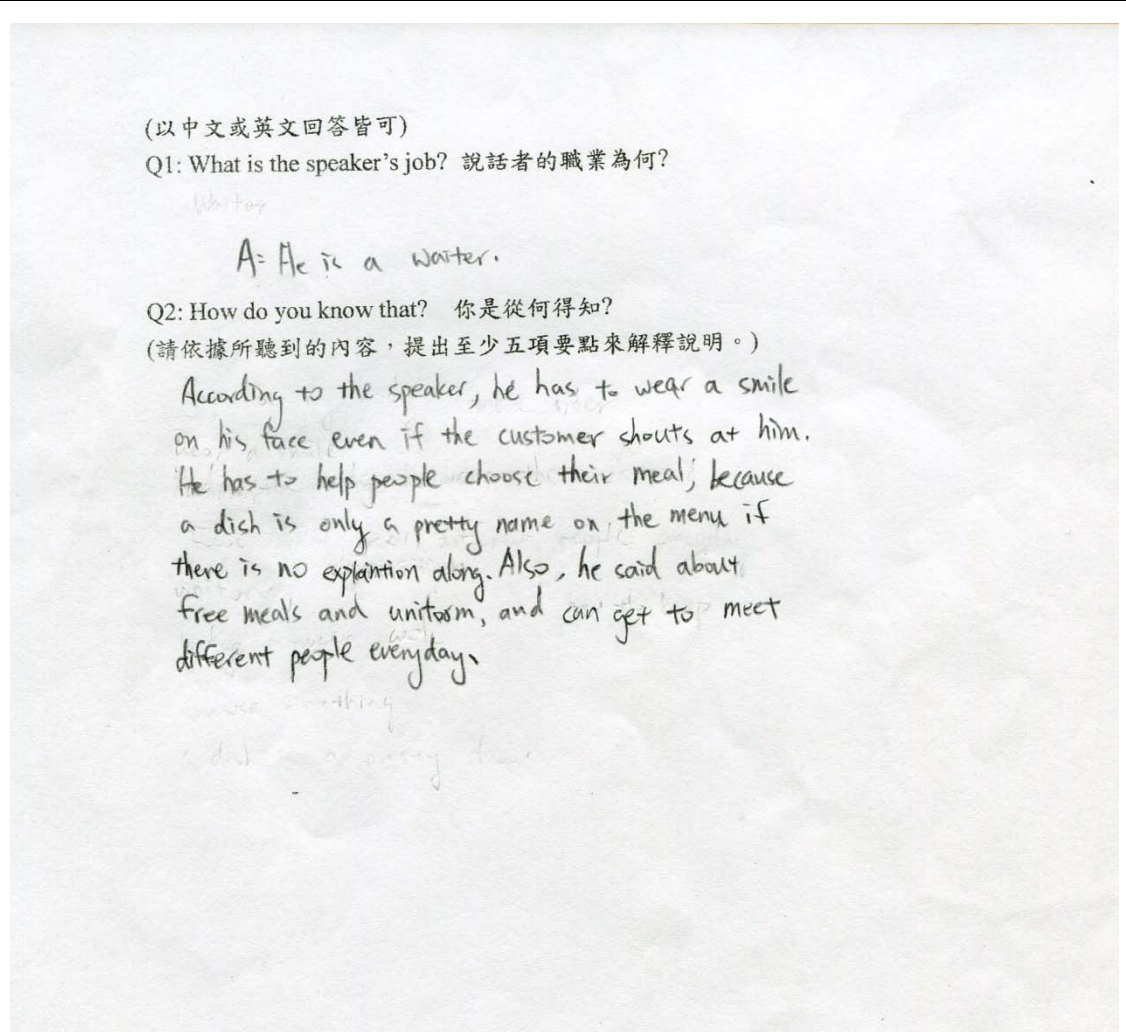 (以中文或英文回答皆可)
Q1: What is the speaker's job? 說話者的職業為何?
Waiter
A: He is a waiter.
Q2: How do you know that? 你是從何得知?
(請依據所聽到的內容，提出至少五項要點來解釋說明。)
According to the speaker, he has to wear a smile
on his face even if the customer shouts at him.
He has to help people choose their meal, because
a dish is only a pretty name on the menu if
there is no explaintion along. Also, he said about
free meals and uniform, and can get to meet
different people everyday.
thing
a pretty